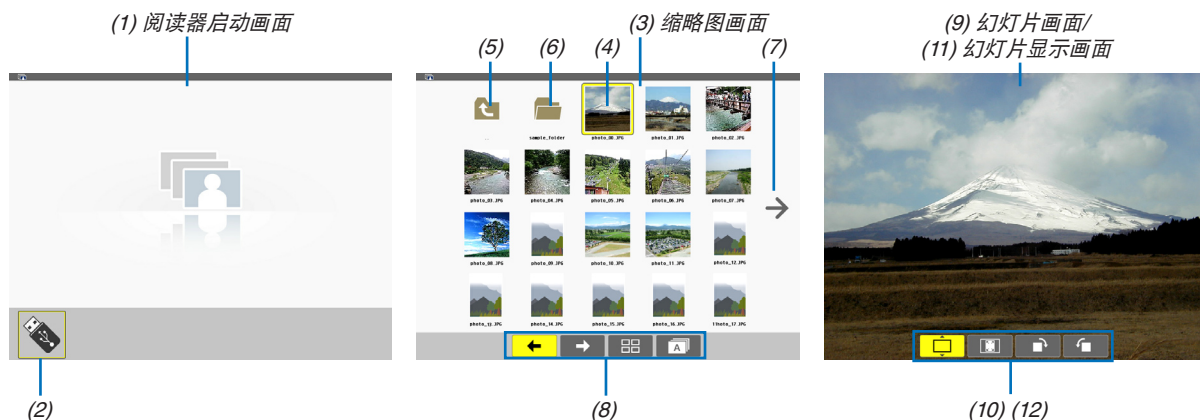 (1) 阅读器启动画面
(3) 缩略图画面
(9) 幻灯片画面/
(11) 幻灯片显示画面
(5)
(6)
(4)
(7)
sample_folder
photo_00.JPG
photo_01.JPG
photo_02.JPG
photo_03.JPG
photo_04.JPG
photo_05.JPG
photo_06.JPG
photo_07.JPG
photo_08.JPG
photo_09.JPG
photo_10.JPG
photo_11.JPG
photo_12.JPG
photo_13.JPG
photo_14.JPG
photo_15.JPG
photo_16.JPG
photo_17.JPG
A
(2)
(8)
(10) (12)